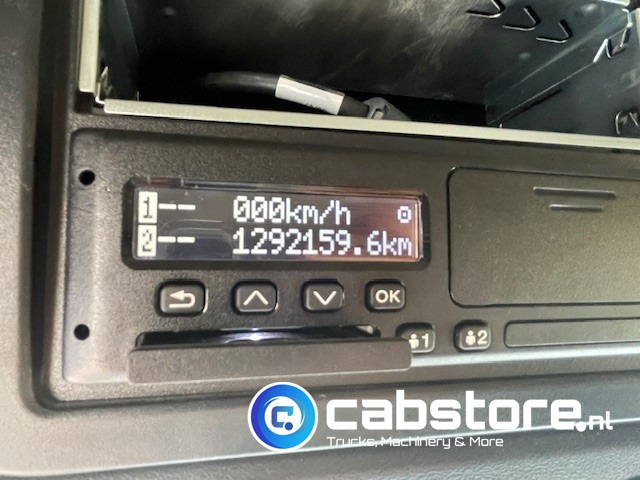 1-- 000km/h
2-- 1292159.6km
OK
1 2
cabstore.nl
Trucks, Machinery & More